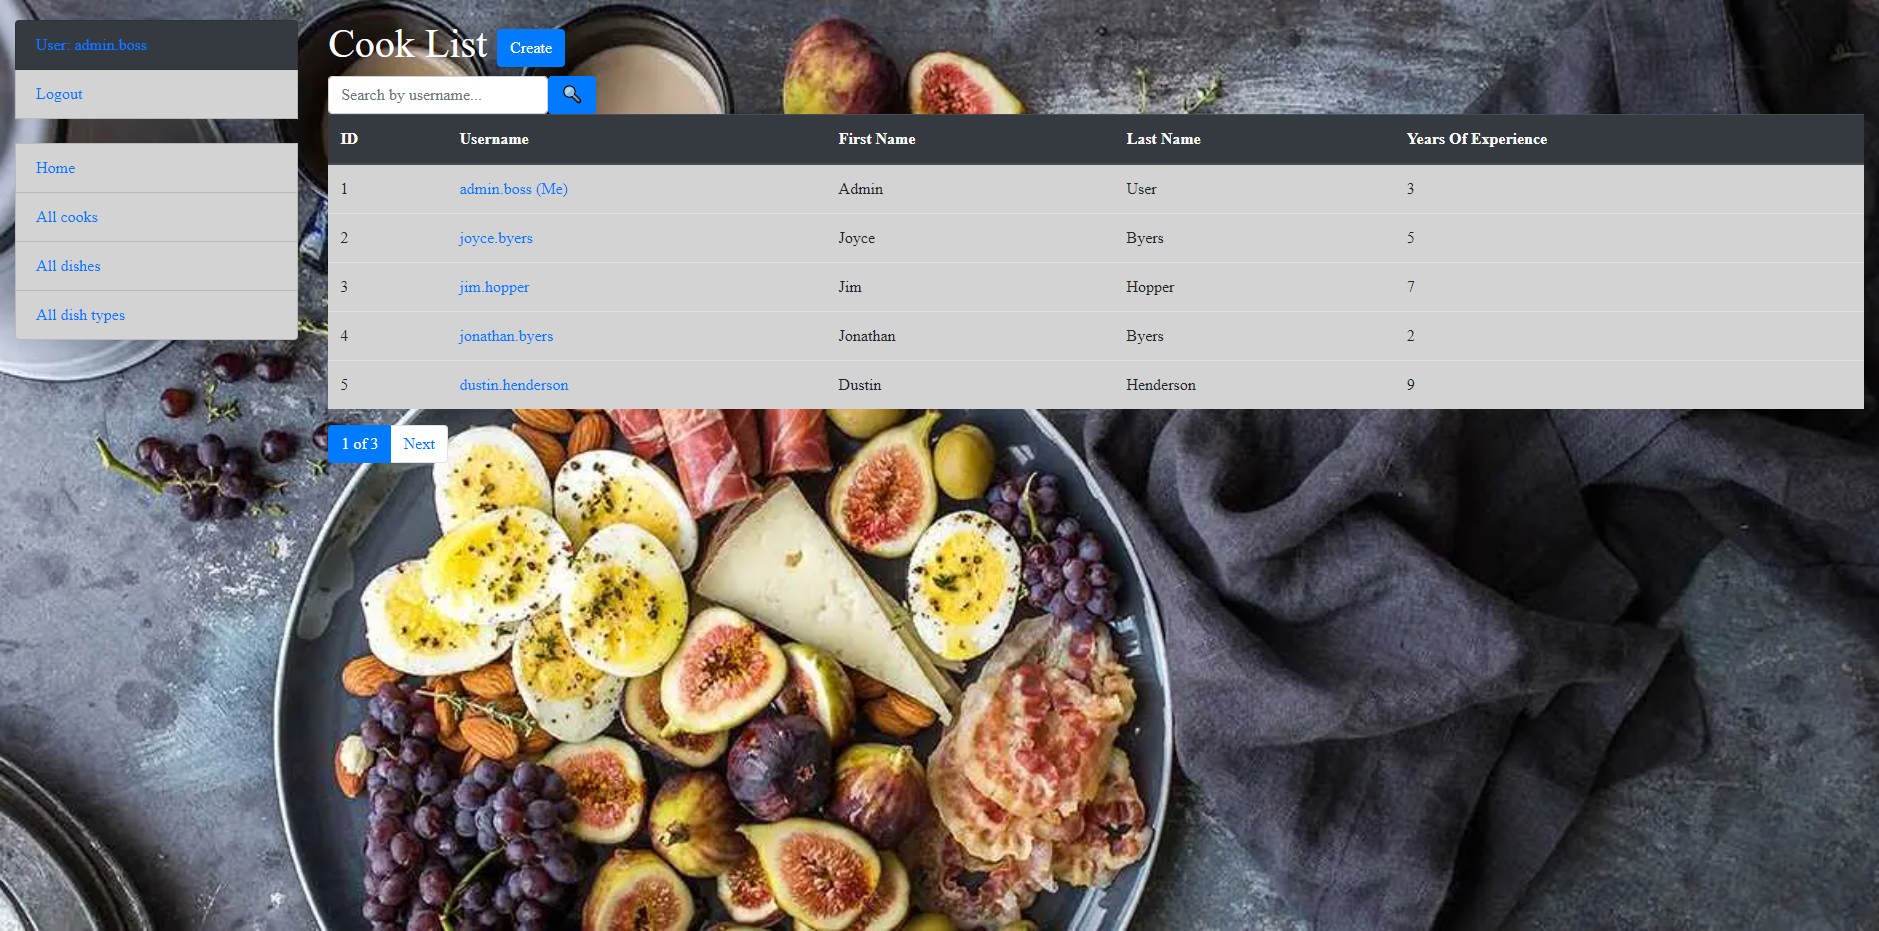 User: admin.boss
Logout
Home
All cooks
All dishes
All dish types
Cook List Create
Search by username...
ID Username First Name Last Name Years Of Experience
1 admin.boss (Me) Admin User 3
2 joyce.byers Joyce Byers 5
3 jim.hopper Jim Hopper 7
4 jonathan.byers Jonathan Byers 2
5 dustin.henderson Dustin Henderson 9
1 of 3 Next